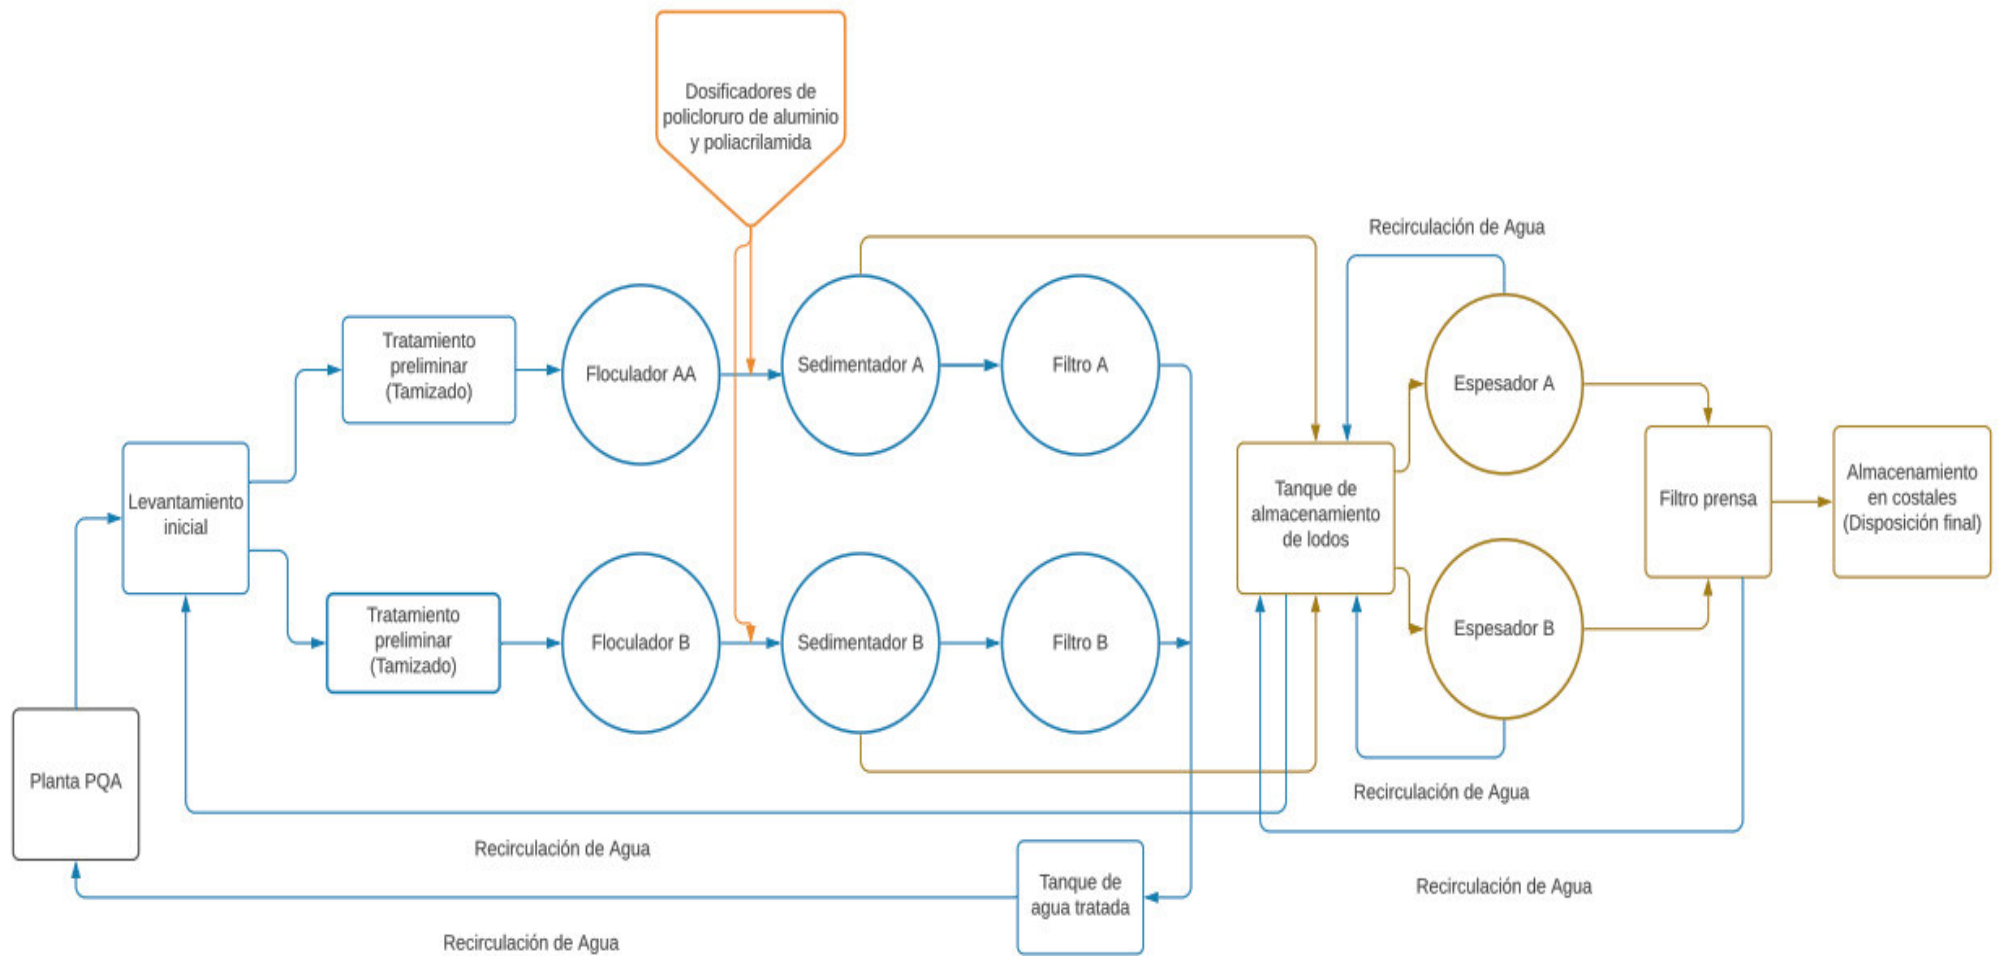 Dosificadores de
policloruro de aluminio
y poliacrilamida
Recirculación de Agua
Tratamiento
preliminar
(Tamizado)
Floculador AA
Sedimentador A
Filtro A
Espesador A
Levantamiento
inicial
Tanque de
almacenamiento
de lodos
Filtro prensa
Almacenamiento
en costales
(Disposición final)
Tratamiento
preliminar
(Tamizado)
Floculador B
Sedimentador B
Filtro B
Espesador B
Planta PQA
Recirculación de Agua
Recirculación de Agua
Tanque de
agua tratada
Recirculación de Agua
Recirculación de Agua